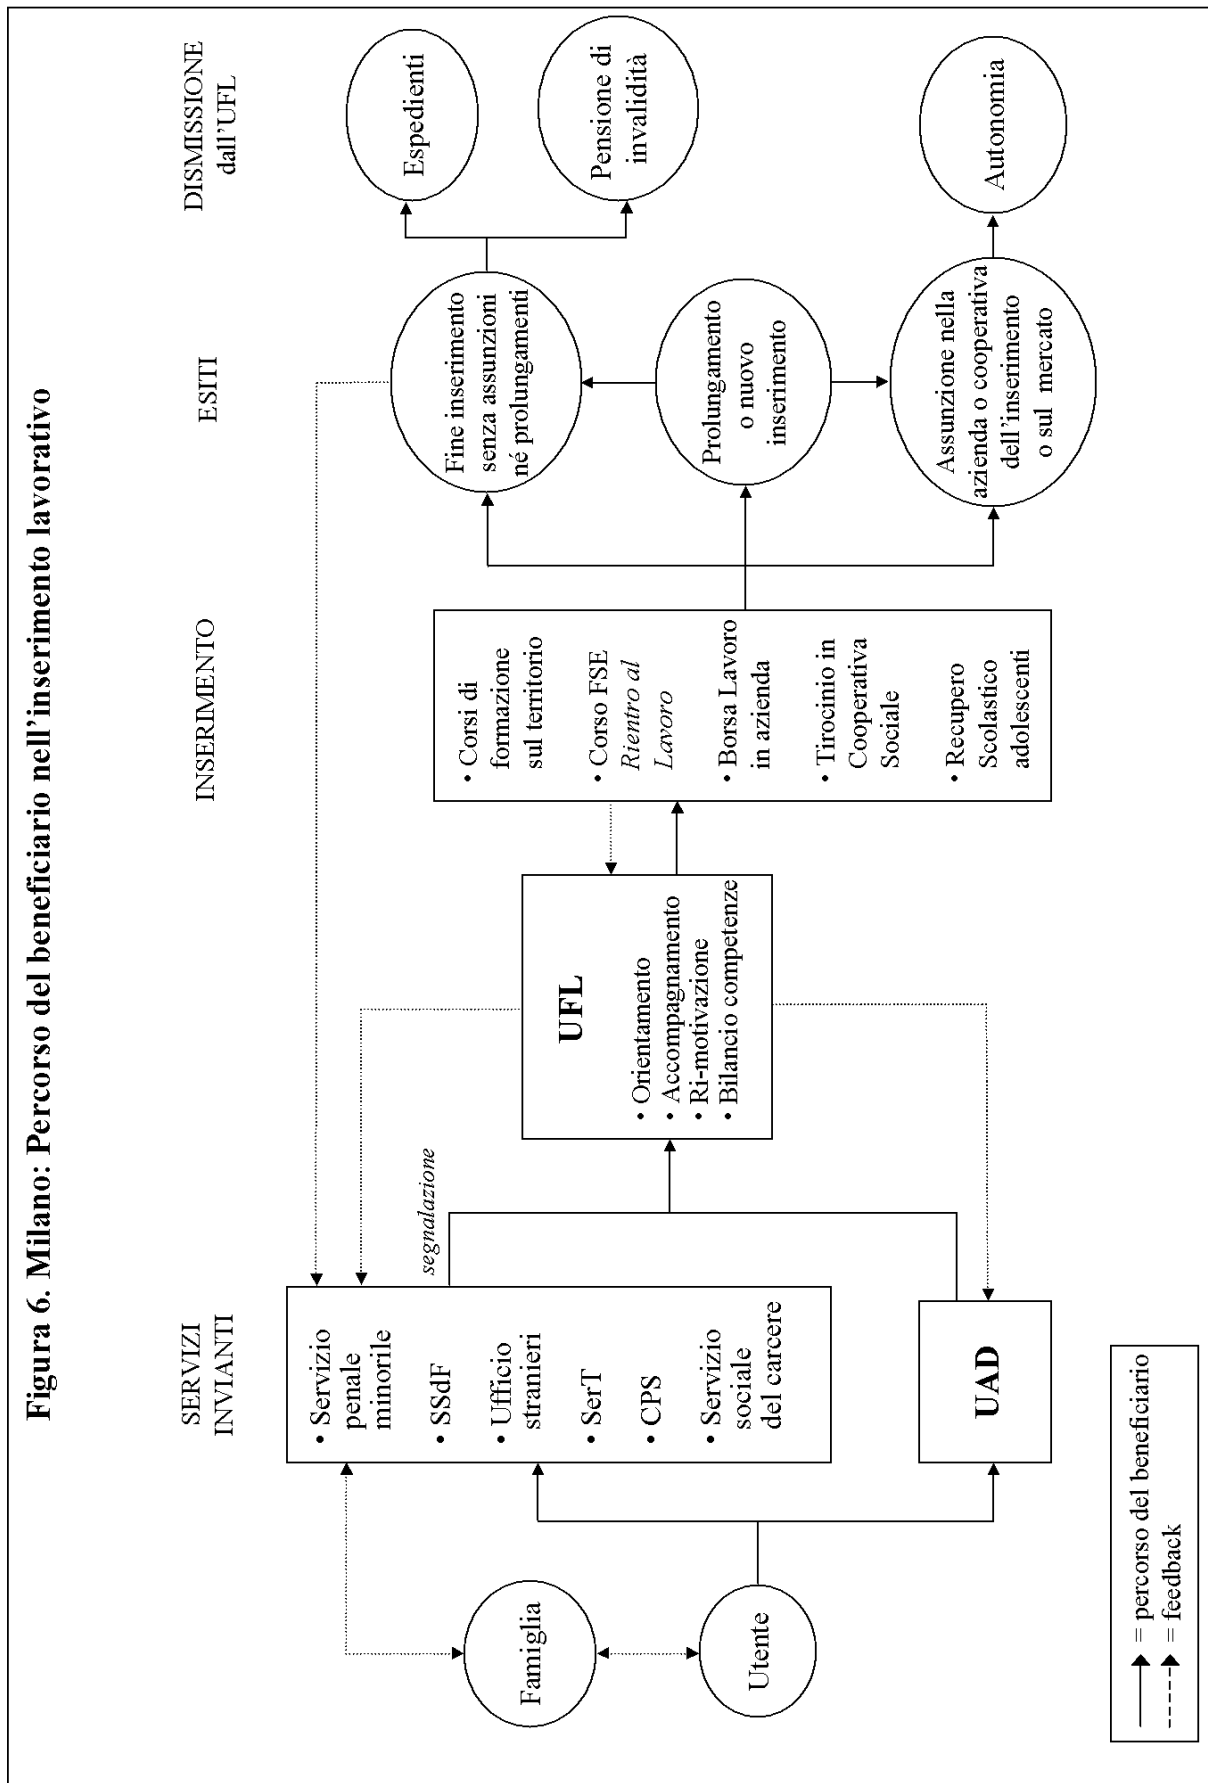 Figura 6. Milano: Percorso del beneficiario nell'inserimento lavorativo
SERVIZI
INVIANTI
INSERIMENTO
ESITI
DISMISSIONE
dall'UFL
Famiglia
Utente
• Servizio
penale
minorile
• SSdF
• Ufficio
stranieri
• SerT
• CPS
• Servizio
sociale
del carcere
UAD
segnalazione
UFL
• Orientamento
• Accompagnamento
• Ri-motivazione
• Bilancio competenze
• Corsi di
formazione
sul territorio
• Corso FSE
Rientro al
Lavoro
• Borsa Lavoro
in azienda
• Tirocinio in
Cooperativa
Sociale
• Recupero
Scolastico
adolescenti
Fine inserimento
senza assunzioni
né prolungamenti
Prolungamento
o nuovo
inserimento
Assunzione nella
azienda o cooperativa
dell'inserimento
o sul mercato
Espedienti
Pensione di
invalidità
Autonomia
= percorso del beneficiario
= feedback